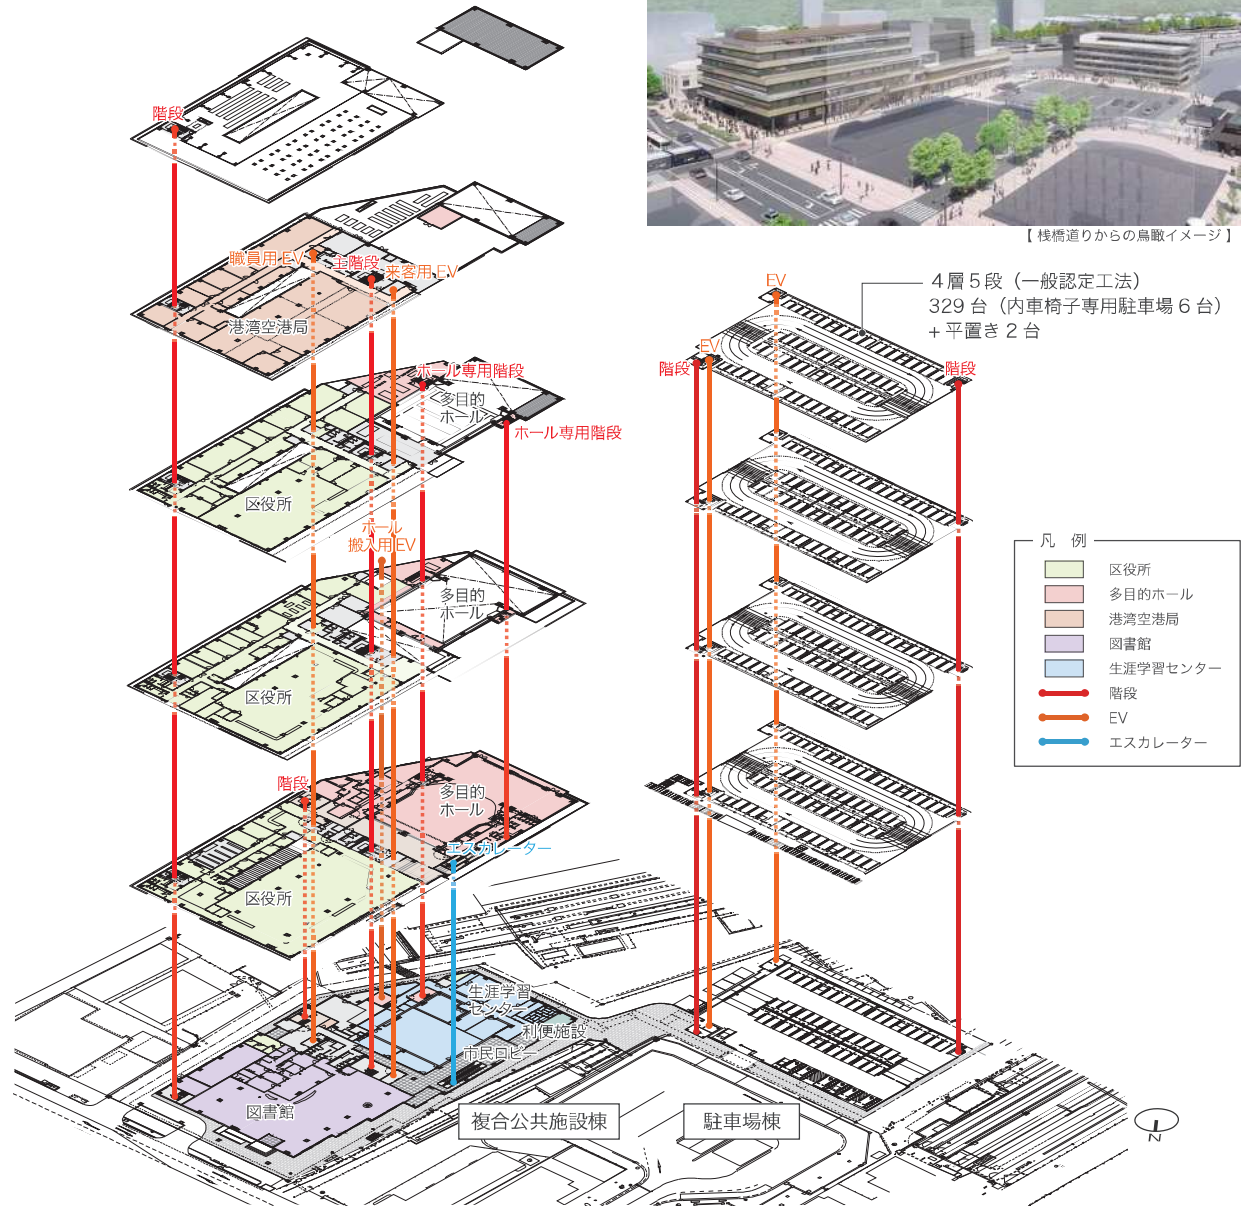 階段
【 桟橋道りからの鳥瞰イメージ 】
職員用 EV
主階段
来客用 EV
港湾空港局
EV
4層5段（一般認定工法）
329 台（内車椅子専用駐車場 6 台）
+ 平置き 2 台
EV
階段
階段
ホール専用階段
多目的
ホール
ホール専用階段
区役所
ホール
搬入用 EV
多目的
ホール
区役所
凡 例
区役所
多目的ホール
港湾空港局
図書館
生涯学習センター
階段
EV
エスカレーター
階段
多目的
ホール
エスカレーター
区役所
生涯学習
センター
利便施設
市民ロビー
図書館
複合公共施設棟
駐車場棟
N